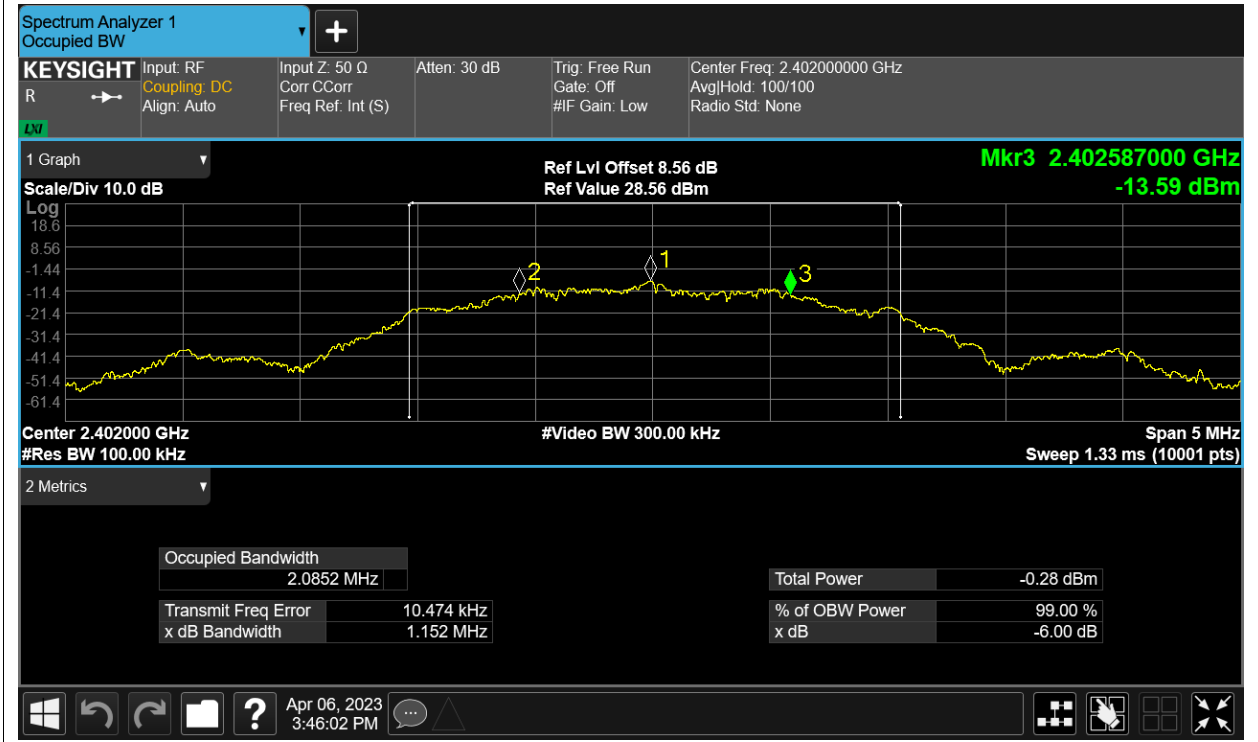 Spectrum Analyzer 1
Occupied BW
KEYSIGHT
R
LXI
Input: RF
Coupling: DC
Align: Auto
Input Z: 50 Ω
Corr CCorr
Freq Ref: Int (S)
Atten: 30 dB
Trig: Free Run
Gate: Off
#IF Gain: Low
Center Freq: 2.402000000 GHz
Avg|Hold: 100/100
Radio Std: None
1 Graph
Scale/Div 10.0 dB
Ref Lvl Offset 8.56 dB
Ref Value 28.56 dBm
Mkr3 2.402587000 GHz
-13.59 dBm
Log
18.6
8.56
-1.44
-11.4
-21.4
-31.4
-41.4
-51.4
-61.4
2
1
3
Center 2.402000 GHz
#Res BW 100.00 kHz
#Video BW 300.00 kHz
Span 5 MHz
Sweep 1.33 ms (10001 pts)
2 Metrics
Occupied Bandwidth
2.0852 MHz
Transmit Freq Error 10.474 kHz
x dB Bandwidth 1.152 MHz
Total Power -0.28 dBm
% of OBW Power 99.00 %
x dB -6.00 dB
?
Apr 06, 2023
3:46:02 PM